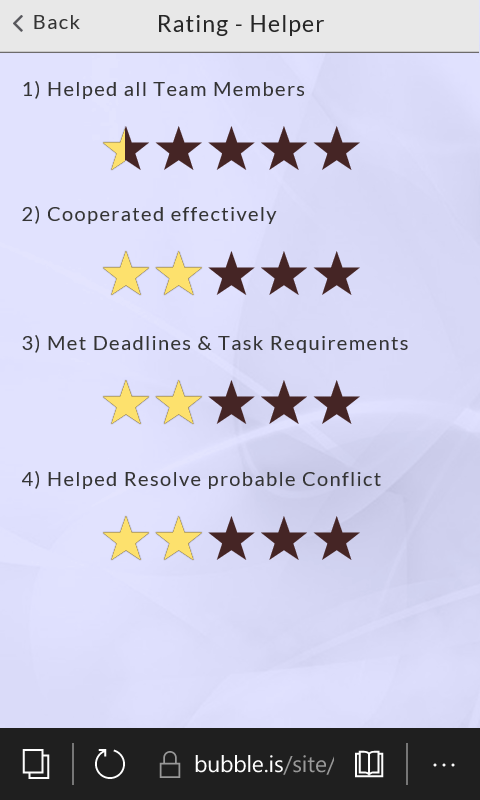 Back
Rating - Helper
1) Helped all Team Members
2) Cooperated effectively
3) Met Deadlines & Task Requirements
4) Helped Resolve probable Conflict
bubble.is/site/